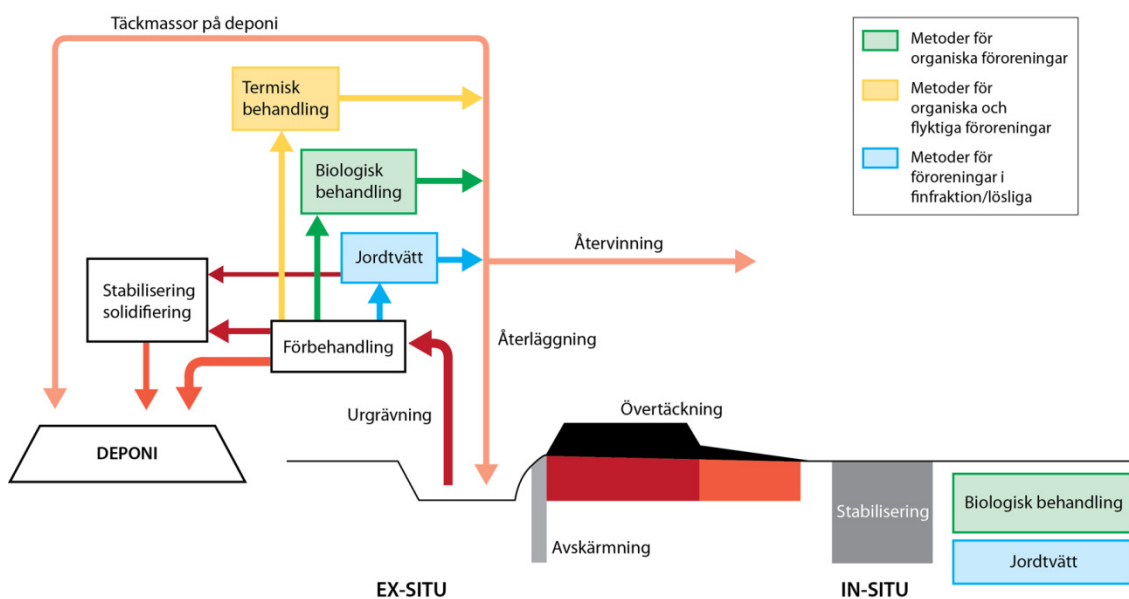 Täckmassor på deponi
Metoder för
organiska föroreningar
Metoder för
organiska och
flyktiga föroreningar
Metoder för
föroreningar i
finfraktion/lösliga
Termisk
behandling
Biologisk
behandling
Jordtvätt
Återvinning
Stabilisering
solidifiering
Förbehandling
Återläggning
Urgrävning
Övertäckning
DEPONI
Stabilisering
Biologisk behandling
Avskärmning
Jordtvätt
EX-SITU
IN-SITU